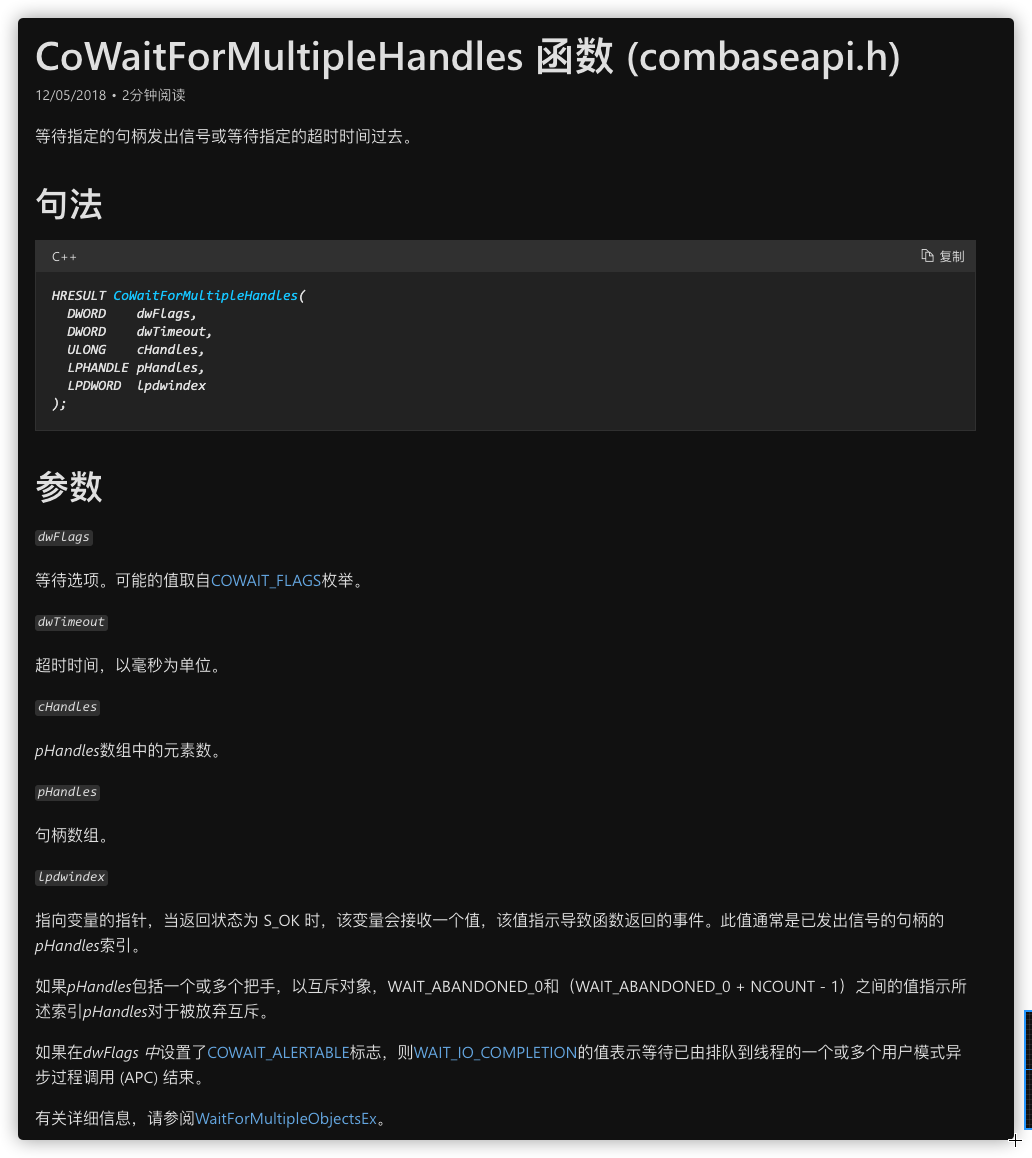 CoWaitForMultipleHandles 函数 (combaseapi.h)
12/05/2018 • 2分钟阅读
等待指定的句柄发出信号或等待指定的超时时间过去。
句法
C++
复制
HRESULT CoWaitForMultipleHandles(
DWORD dwFlags,
DWORD dwTimeout,
ULONG cHandles,
LPHANDLE pHandles,
LPDWORD lpdwindex
);
参数
dwFlags
等待选项。可能的值取自COWAIT_FLAGS枚举。
dwTimeout
超时时间，以毫秒为单位。
cHandles
pHandles数组中的元素数。
pHandles
句柄数组。
lpdwindex
指向变量的指针，当返回状态为 S_OK 时，该变量会接收一个值，该值指示导致函数返回的事件。此值通常是已发出信号的句柄的
pHandles索引。
如果pHandles包括一个或多个把手，以互斥对象，WAIT_ABANDONED_0和（WAIT_ABANDONED_0 + NCOUNT - 1）之间的值指示所
述索引pHandles对于被放弃互斥。
如果在dwFlags 中设置了COWAIT_ALERTABLE标志，则WAIT_IO_COMPLETION的值表示等待已由排队到线程的一个或多个用户模式异
步过程调用 (APC) 结束。
有关详细信息，请参阅WaitForMultipleObjectsEx。